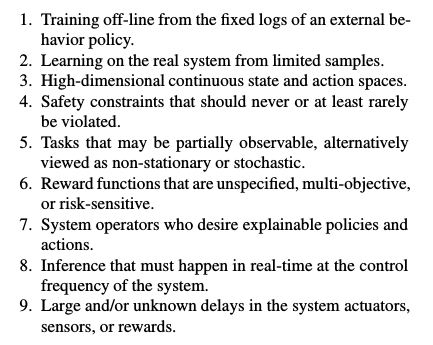 1. Training off-line from the fixed logs of an external be-
havior policy.
2. Learning on the real system from limited samples.
3. High-dimensional continuous state and action spaces.
4. Safety constraints that should never or at least rarely
be violated.
5. Tasks that may be partially observable, alternatively
viewed as non-stationary or stochastic.
6. Reward functions that are unspecified, multi-objective,
or risk-sensitive.
7. System operators who desire explainable policies and
actions.
8. Inference that must happen in real-time at the control
frequency of the system.
9. Large and/or unknown delays in the system actuators,
sensors, or rewards.